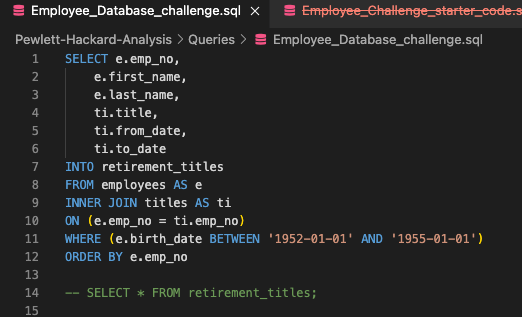 Employee_Database_challenge.sql × Employee_Challenge_starter_code.s
Pewlett-Hackard-Analysis > Queries > Employee_Database_challenge.sql
1 SELECT e.emp_no,
2     e.first_name,
3     e.last_name,
4     ti.title,
5     ti.from_date,
6     ti.to_date
7 INTO retirement_titles
8 FROM employees AS e
9 INNER JOIN titles AS ti
10 ON (e.emp_no = ti.emp_no)
11 WHERE (e.birth_date BETWEEN '1952-01-01' AND '1955-01-01')
12 ORDER BY e.emp_no
13
14 -- SELECT * FROM retirement_titles;
15